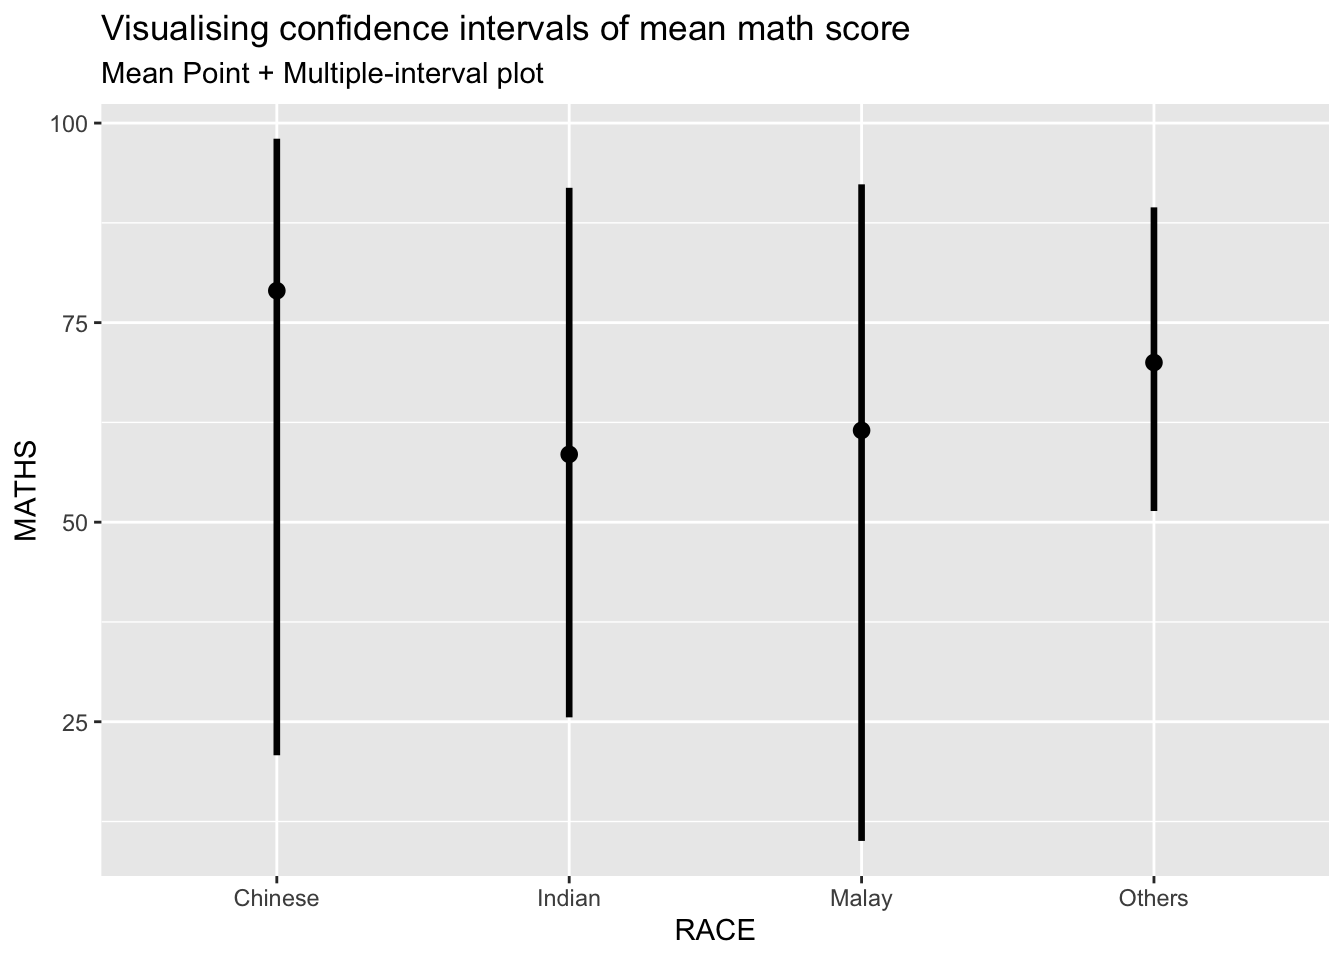 Visualising confidence intervals of mean math score
Mean Point + Multiple-interval plot
100
75
50
25
MATHS
Chinese Indian Malay Others
RACE